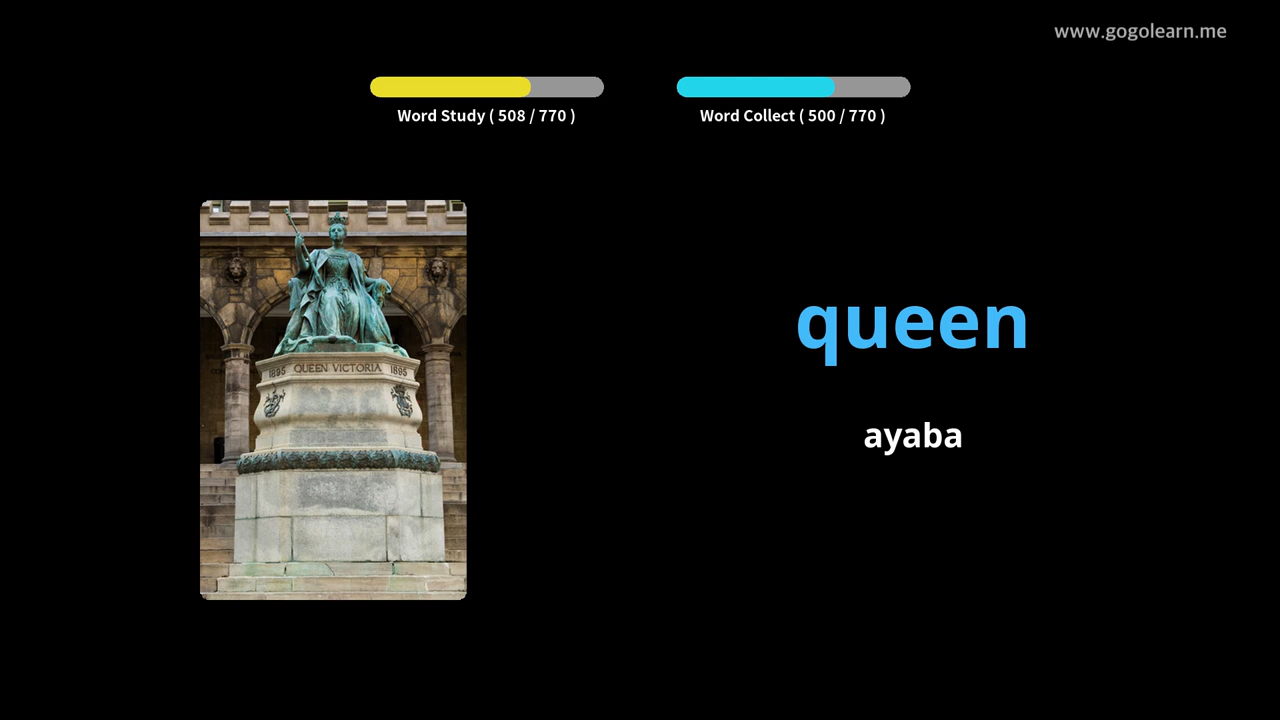 www.gogolearn.me
Word Study ( 508 / 770 )
Word Collect ( 500 / 770 )
1895 QUEEN VICTORIA 1895
queen
ayaba